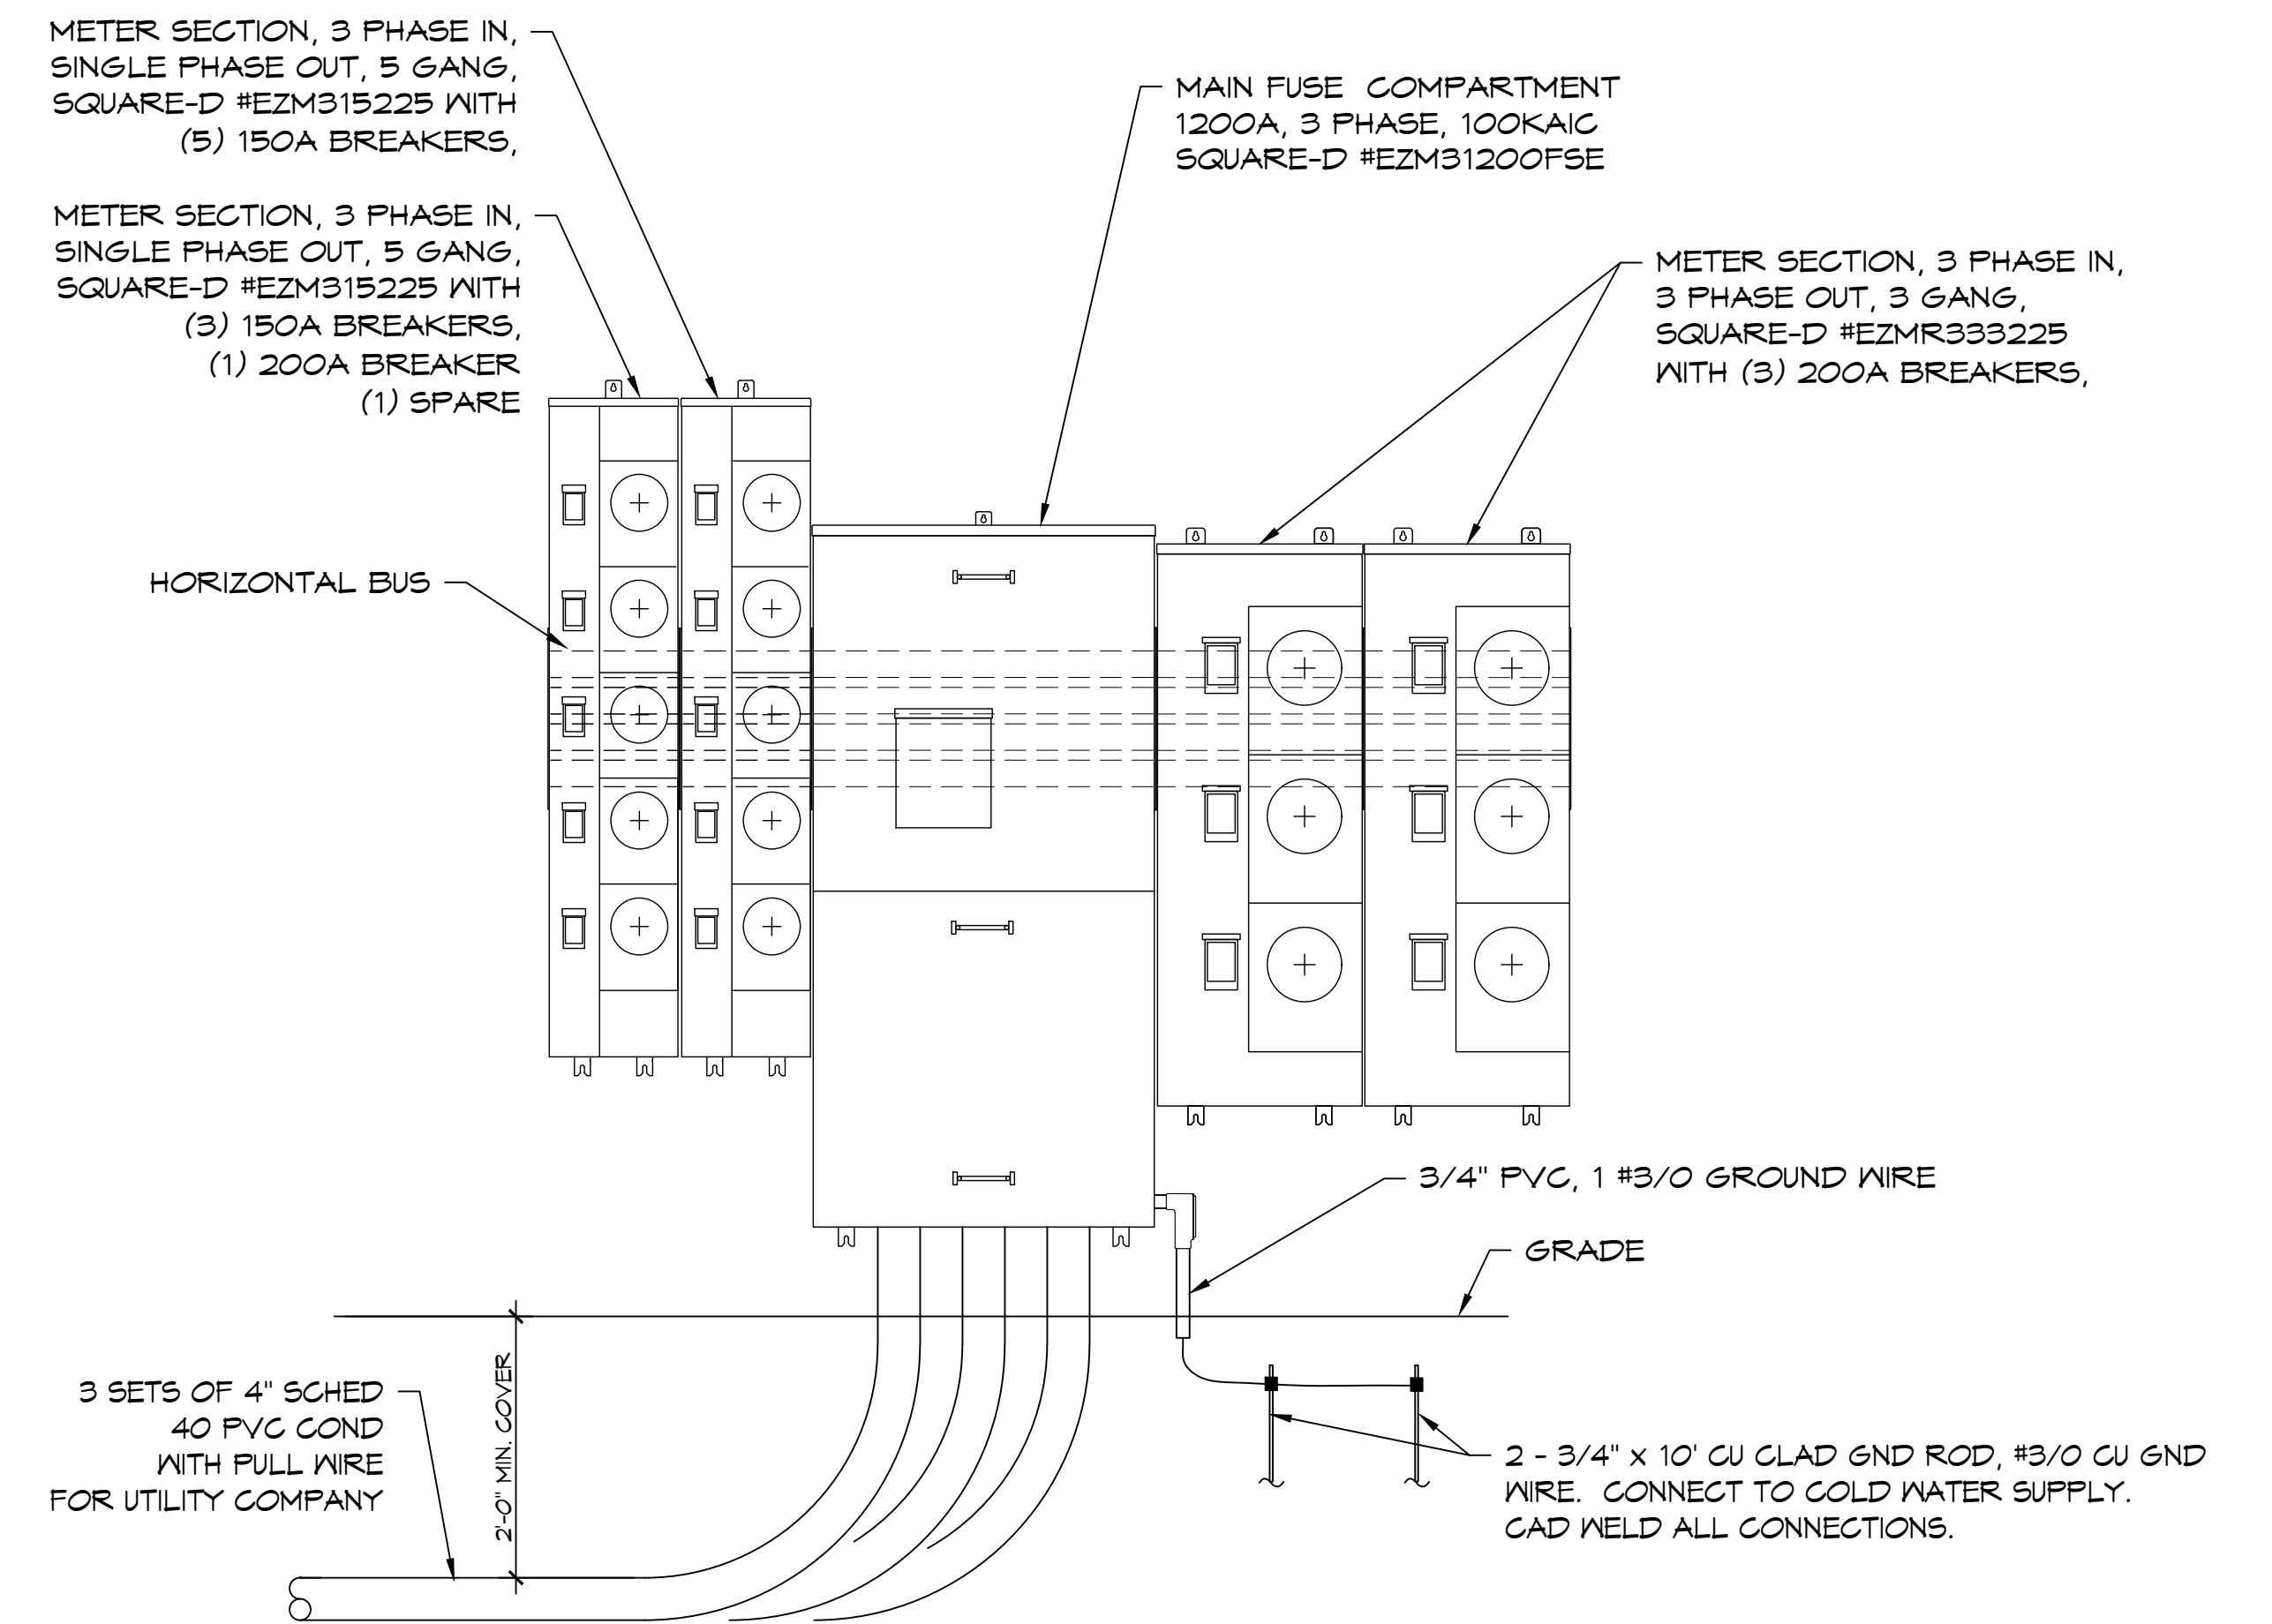 METER SECTION, 3 PHASE IN,
SINGLE PHASE OUT, 5 GANG,
SQUARE-D #EZM315225 WITH
(5) 150A BREAKERS,
METER SECTION, 3 PHASE IN,
SINGLE PHASE OUT, 5 GANG,
SQUARE-D #EZM315225 WITH
(3) 150A BREAKERS,
(1) 200A BREAKER
(1) SPARE
MAIN FUSE COMPARTMENT
1200A, 3 PHASE, 100KAIC
SQUARE-D #EZM31200FSE
METER SECTION, 3 PHASE IN,
3 PHASE OUT, 3 GANG,
SQUARE-D #EZMR333225
WITH (3) 200A BREAKERS,
HORIZONTAL BUS
3/4" PVC, 1 #3/0 GROUND WIRE
GRADE
2'-0" MIN. COVER
3 SETS OF 4" SCHED
40 PVC COND
WITH PULL WIRE
FOR UTILITY COMPANY
2 - 3/4" X 10' CU CLAD GND ROD, #3/0 CU GND
WIRE. CONNECT TO COLD WATER SUPPLY.
CAD WELD ALL CONNECTIONS.